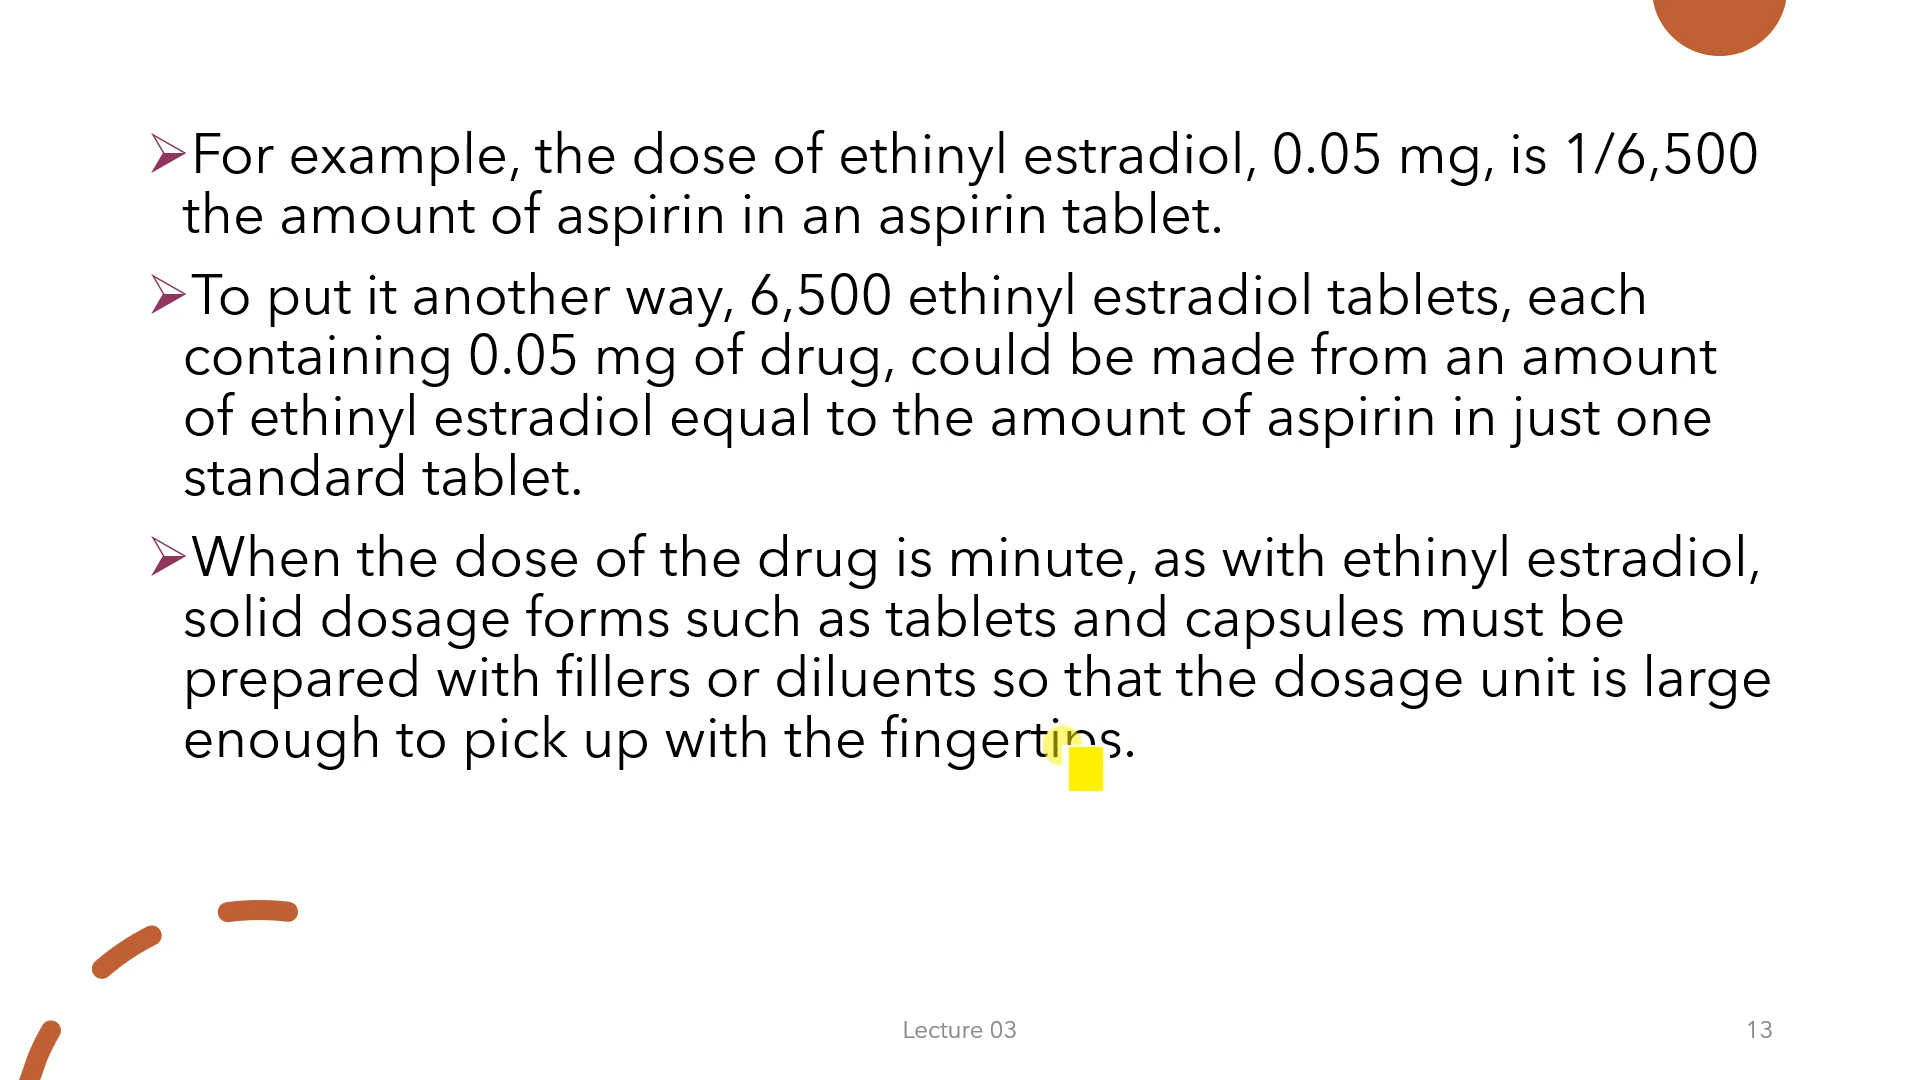 For example, the dose of ethinyl estradiol, 0.05 mg, is 1/6,500
the amount of aspirin in an aspirin tablet.
To put it another way, 6,500 ethinyl estradiol tablets, each
containing 0.05 mg of drug, could be made from an amount
of ethinyl estradiol equal to the amount of aspirin in just one
standard tablet.
When the dose of the drug is minute, as with ethinyl estradiol,
solid dosage forms such as tablets and capsules must be
prepared with fillers or diluents so that the dosage unit is large
enough to pick up with the fingertips.
Lecture 03
13